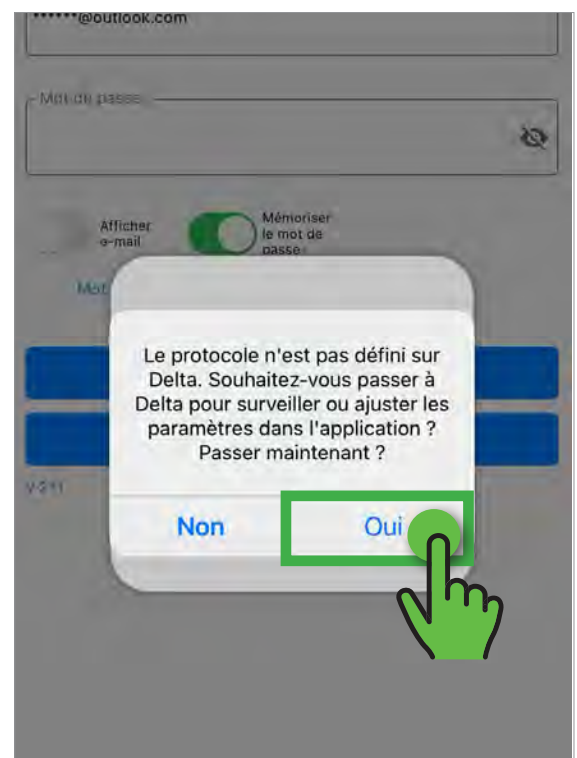 ******@outlook.com
Mot de passe
Afficher
e-mail
Mémoriser
le mot de
passe
Mot
Le protocole n'est pas défini sur
Delta. Souhaitez-vous passer à
Delta pour surveiller ou ajuster les
paramètres dans l'application ?
Passer maintenant ?
Non
Oui